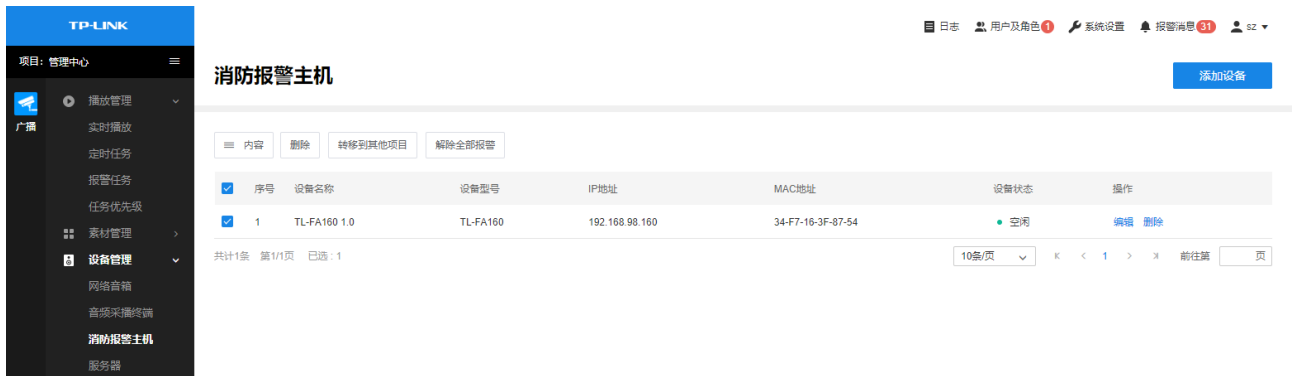 TP-LINK
日志 用户及角色 1 系统设置 报警消息 31 sz
项目：管理中心
消防报警主机
添加设备
广播
播放管理
实时播放
定时任务
报警任务
任务优先级
素材管理
设备管理
网络音箱
音频采播终端
消防报警主机
服务器
内容 删除 转移到其他项目 解除全部报警
序号 设备名称 设备型号 IP地址 MAC地址 设备状态 操作
1 TL-FA160 1.0 TL-FA160 192.168.98.160 34-F7-16-3F-87-54 空闲 编辑 删除
共计1条 第1/1页 已选：1 10条/页 1 前往第 页